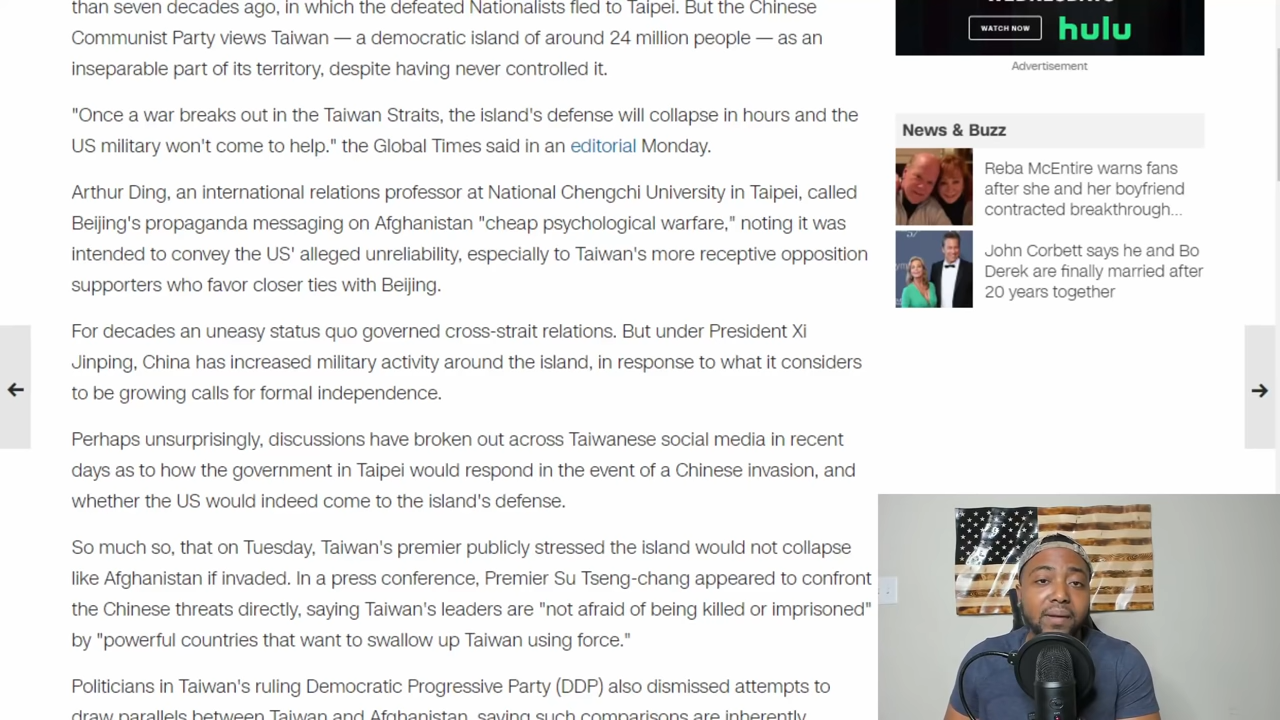 than seven decades ago, in which the defeated Nationalists fled to Taipei. But the Chinese
Communist Party views Taiwan — a democratic island of around 24 million people — as an
inseparable part of its territory, despite having never controlled it.
"Once a war breaks out in the Taiwan Straits, the island's defense will collapse in hours and the
US military won't come to help." the Global Times said in an editorial Monday.
Arthur Ding, an international relations professor at National Chengchi University in Taipei, called
Beijing's propaganda messaging on Afghanistan "cheap psychological warfare," noting it was
intended to convey the US' alleged unreliability, especially to Taiwan's more receptive opposition
supporters who favor closer ties with Beijing.
For decades an uneasy status quo governed cross-strait relations. But under President Xi
Jinping, China has increased military activity around the island, in response to what it considers
to be growing calls for formal independence.
Perhaps unsurprisingly, discussions have broken out across Taiwanese social media in recent
days as to how the government in Taipei would respond in the event of a Chinese invasion, and
whether the US would indeed come to the island's defense.
So much so, that on Tuesday, Taiwan's premier publicly stressed the island would not collapse
like Afghanistan if invaded. In a press conference, Premier Su Tseng-chang appeared to confront
the Chinese threats directly, saying Taiwan's leaders are "not afraid of being killed or imprisoned"
by "powerful countries that want to swallow up Taiwan using force."
Politicians in Taiwan's ruling Democratic Progressive Party (DDP) also dismissed attempts to
draw parallels between Taiwan and Afghanistan, saying such comparisons are inherently
WEDNESDAYS
WATCH NOW
hulu
Advertisement
News & Buzz
Reba McEntire warns fans
after she and her boyfriend
contracted breakthrough...
John Corbett says he and Bo
Derek are finally married after
20 years together